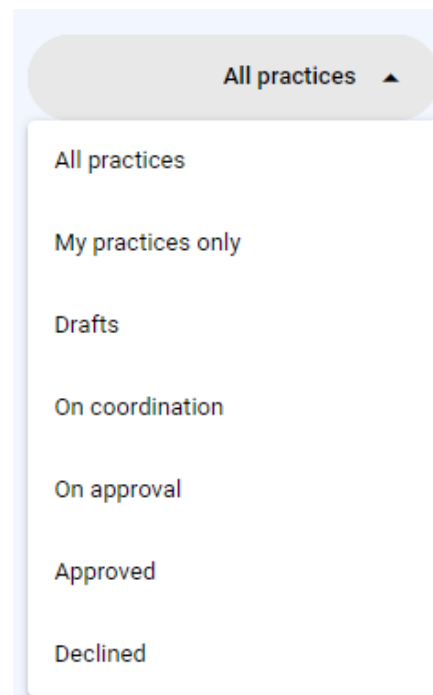 All practices
All practices
My practices only
Drafts
On coordination
On approval
Approved
Declined